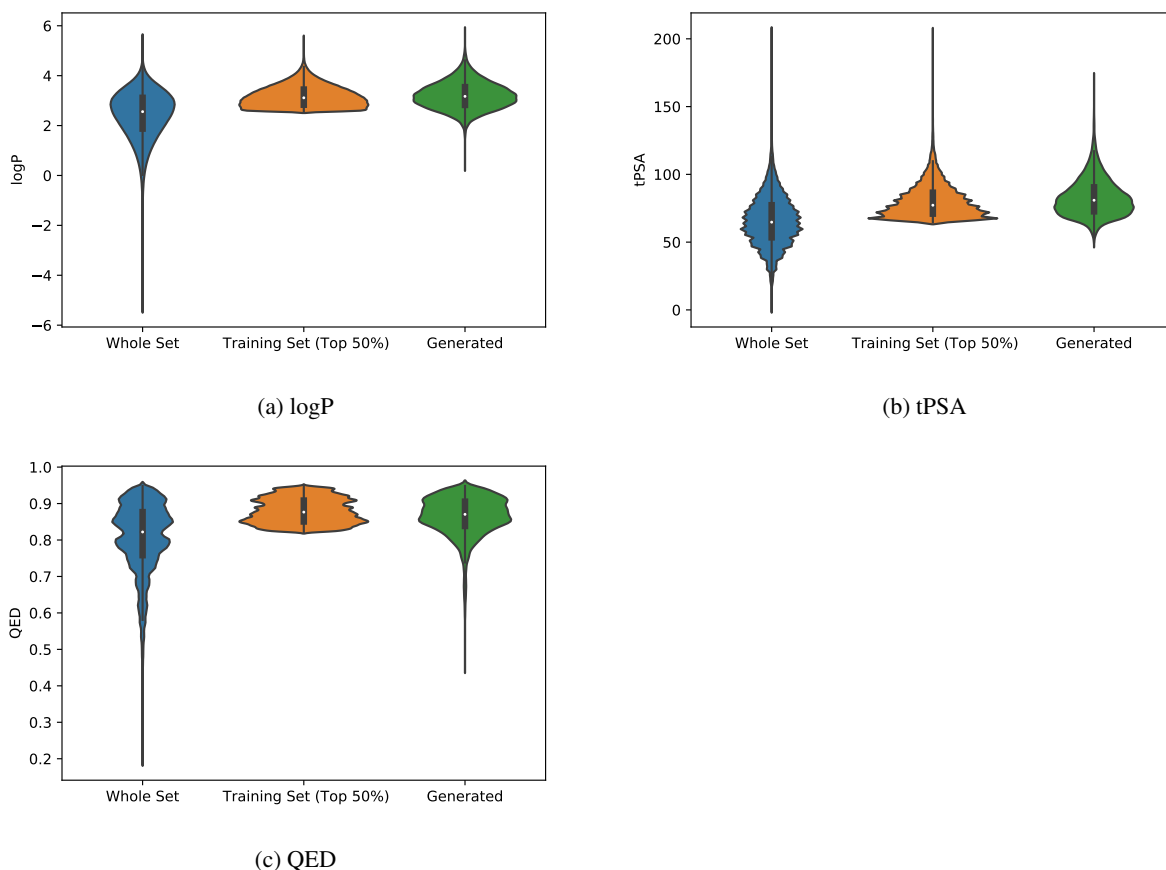 6
4
2
0
−2
−4
−6
logP
Whole Set
Training Set (Top 50%)
Generated
(a) logP
200
150
100
50
0
tPSA
Whole Set
Training Set (Top 50%)
Generated
(b) tPSA
1.0
0.9
0.8
0.7
0.6
0.5
0.4
0.3
0.2
QED
Whole Set
Training Set (Top 50%)
Generated
(c) QED